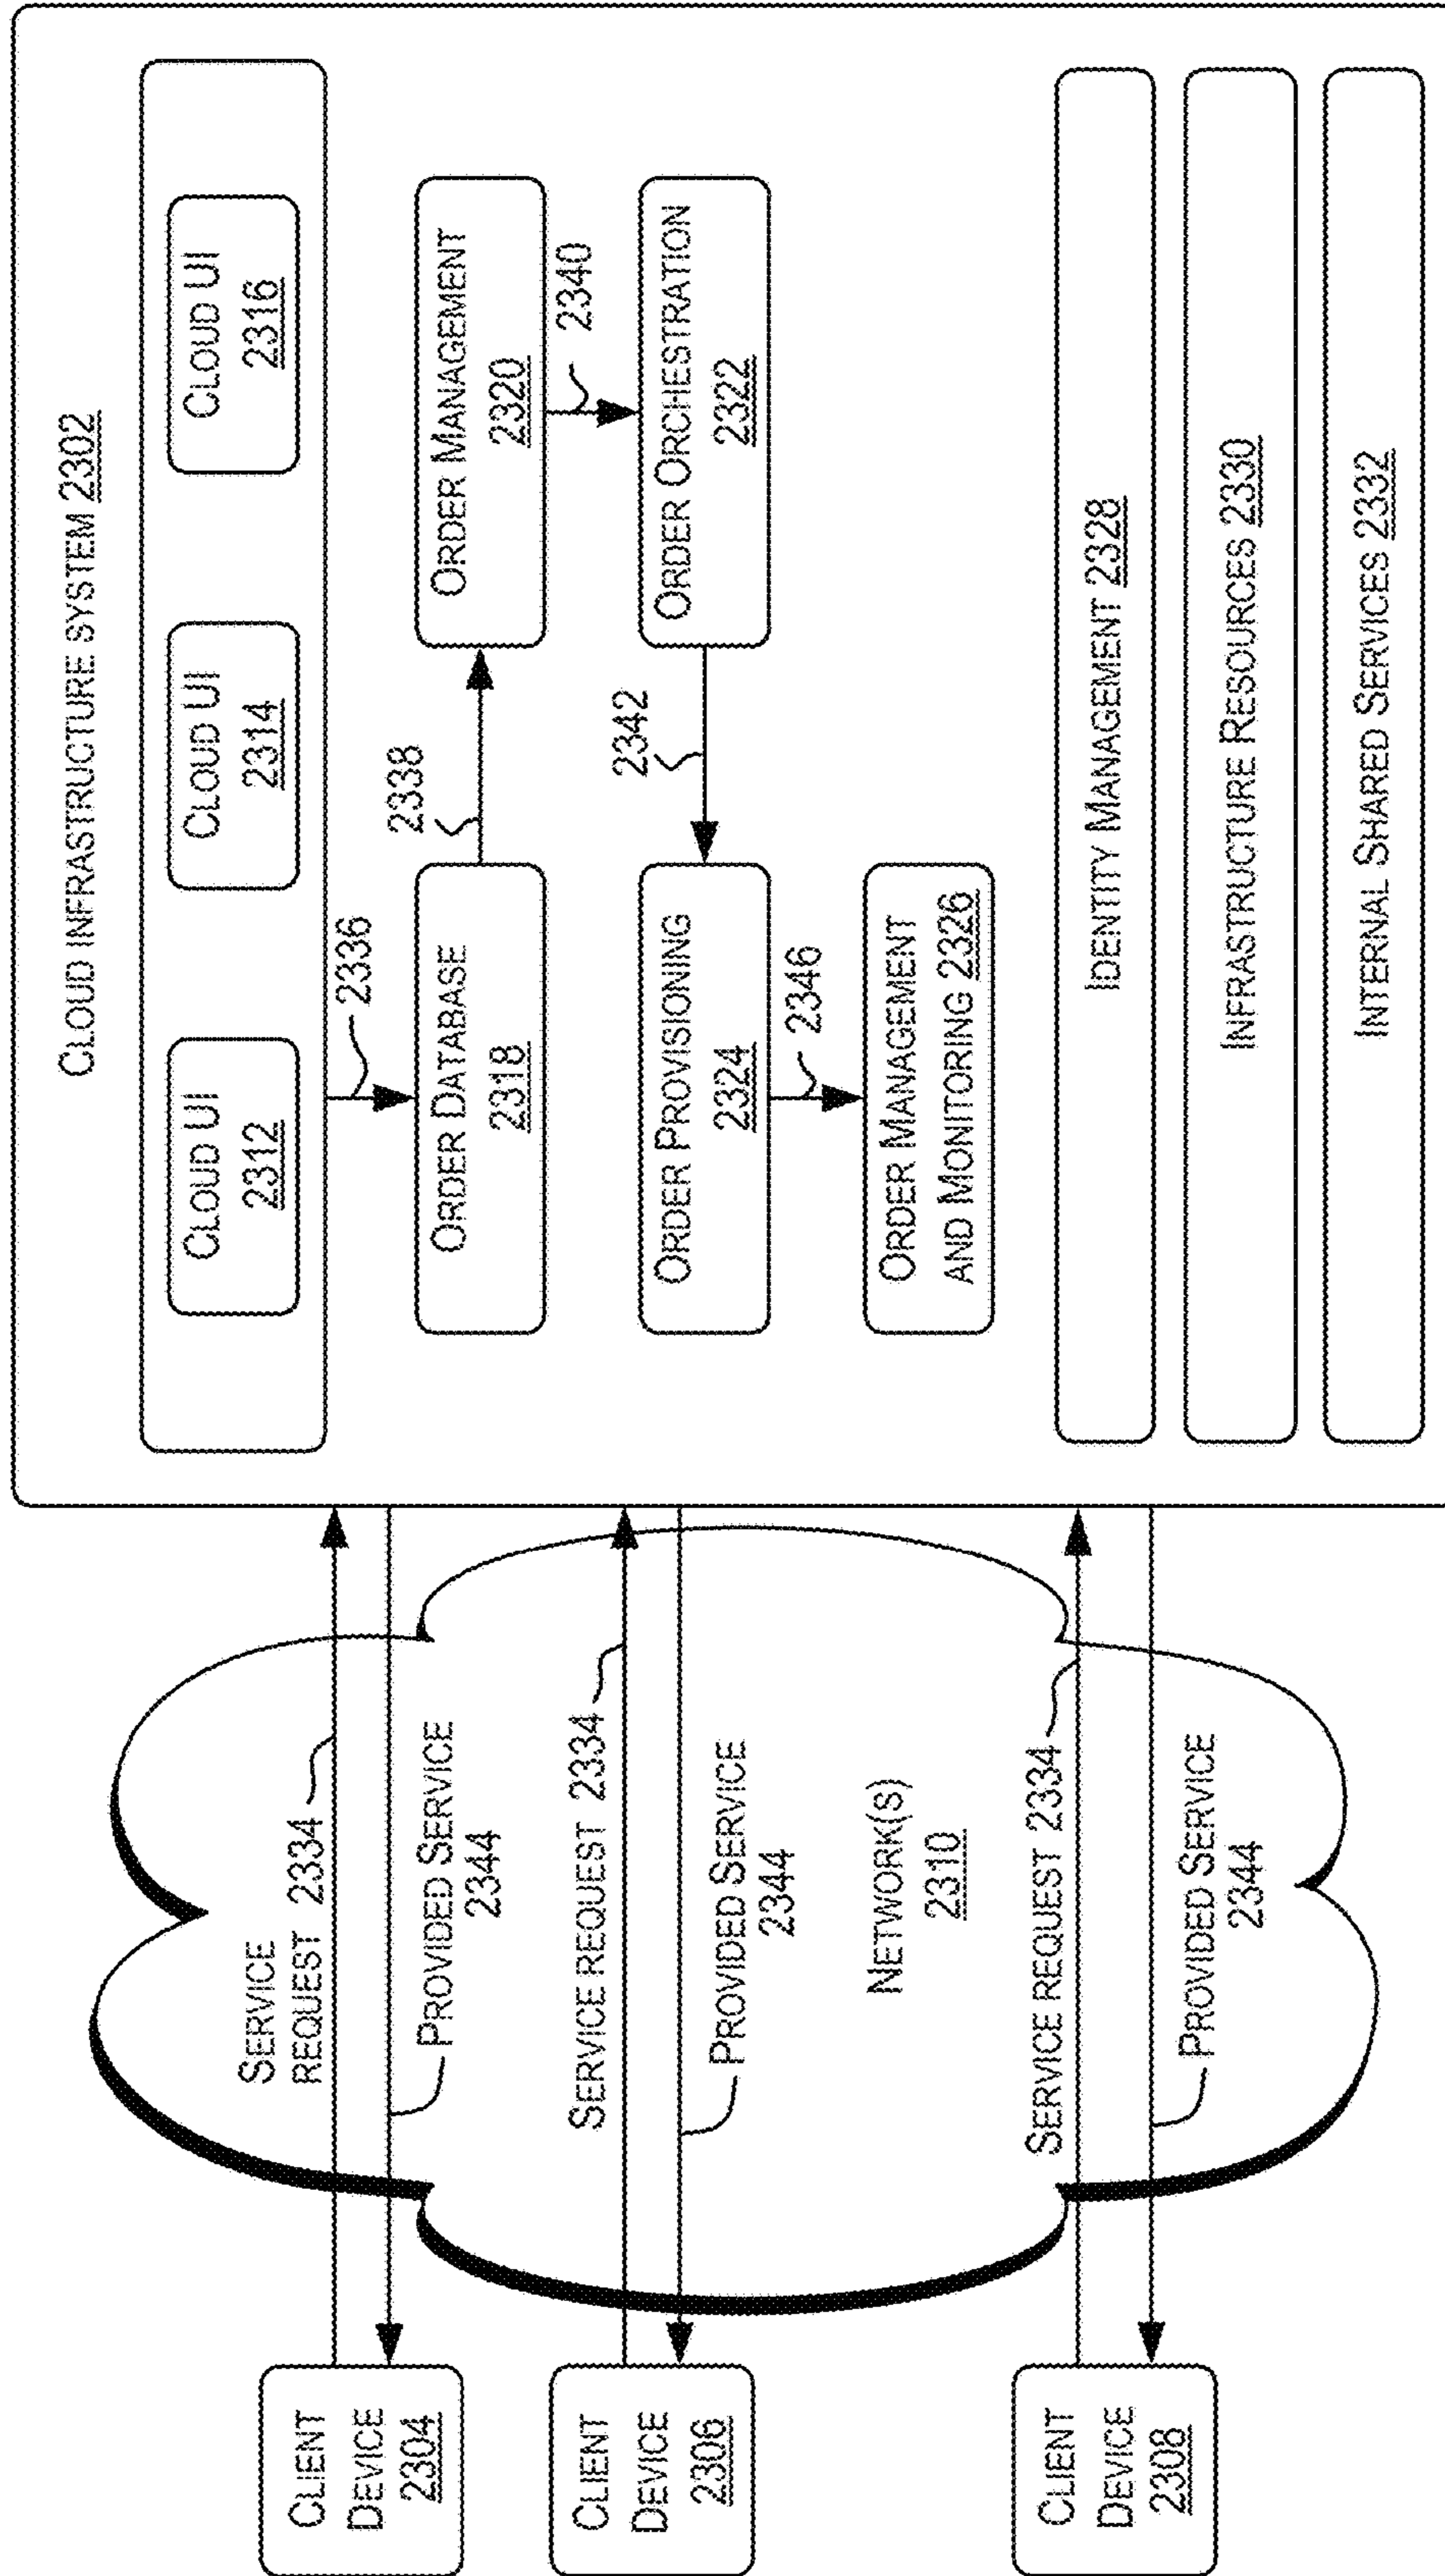 CLOUD INFRASTRUCTURE SYSTEM 2302
CLOUD UI
2312
CLOUD UI
2314
CLOUD UI
2316
2336
ORDER DATABASE
2318
2338
ORDER MANAGEMENT
2320
2340
ORDER PROVISIONING
2324
2342
ORDER ORCHESTRATION
2322
2346
ORDER MANAGEMENT
AND MONITORING 2326
IDENTITY MANAGEMENT 2328
INFRASTRUCTURE RESOURCES 2330
INTERNAL SHARED SERVICES 2332
CLIENT
DEVICE
2304
SERVICE
REQUEST 2334
PROVIDED SERVICE
2344
CLIENT
DEVICE
2306
SERVICE REQUEST 2334
PROVIDED SERVICE
2344
NETWORK(S)
2310
CLIENT
DEVICE
2308
SERVICE REQUEST 2334
PROVIDED SERVICE
2344